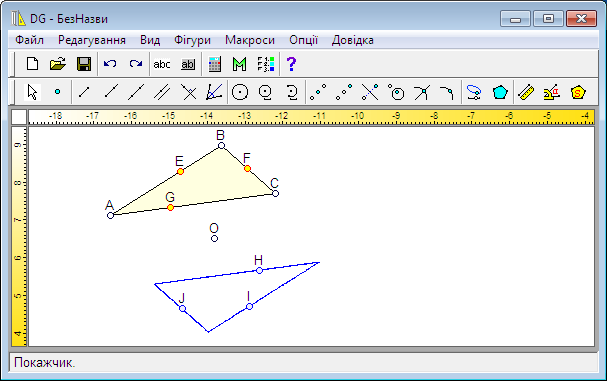 DG - БезНазви
Файл Редагування Вид Фігури Макроси Опції Довідка
abc ab М
-18 -17 -16 -15 -14 -13 -12 -11 -10 -9 -8 -7 -6 -5 -4
9
8
7
6
5
4
B
E F
C
A G
O
H
J I
Покажчик.